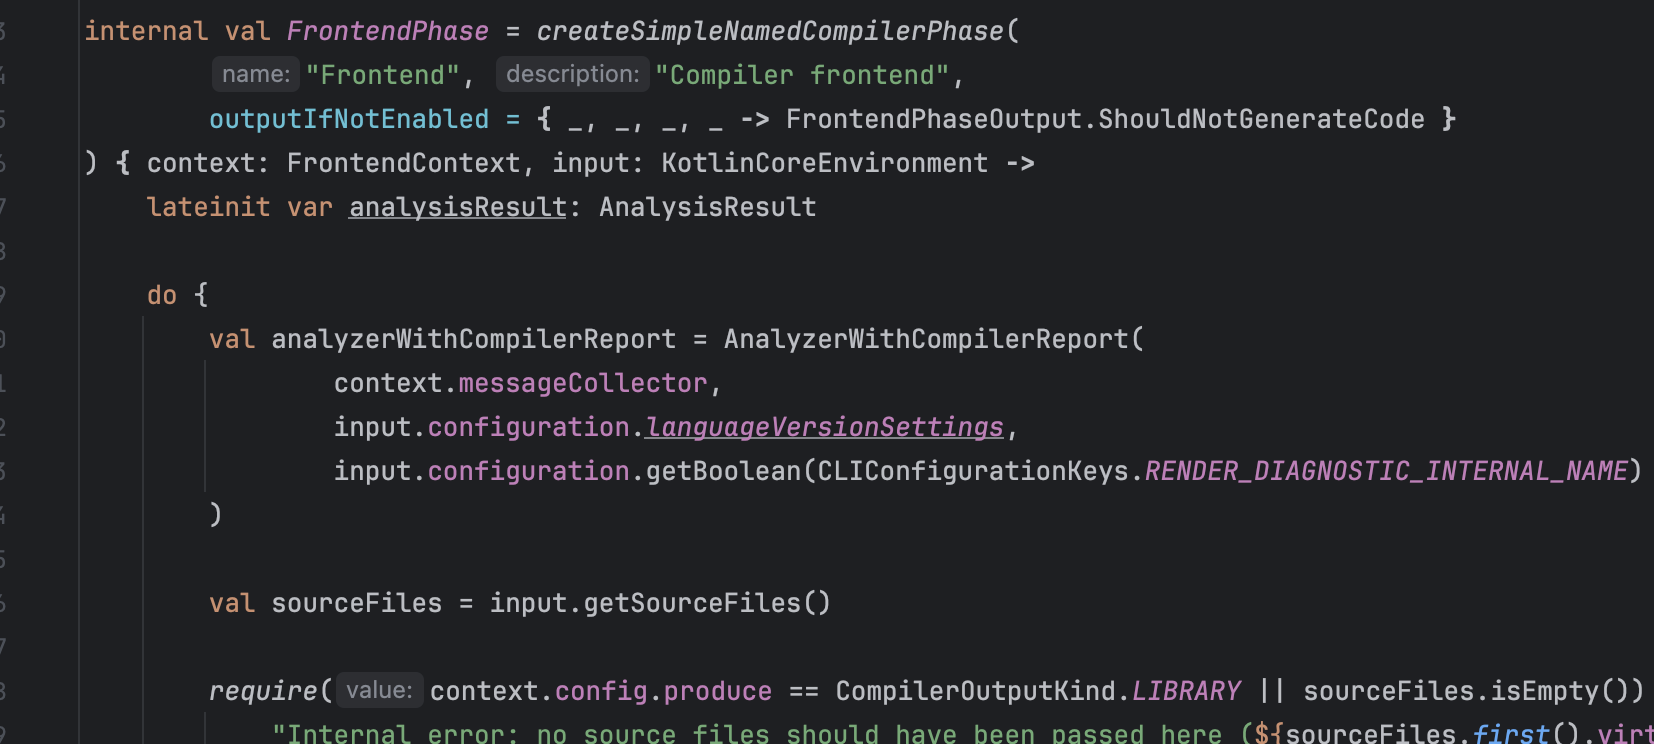 internal val FrontendPhase = createSimpleNamedCompilerPhase(
name: "Frontend", description: "Compiler frontend",
outputIfNotEnabled = { _, _, _, _ -> FrontendPhaseOutput.ShouldNotGenerateCode }
) { context: FrontendContext, input: KotlinCoreEnvironment ->
lateinit var analysisResult: AnalysisResult
do {
val analyzerWithCompilerReport = AnalyzerWithCompilerReport(
context.messageCollector,
input.configuration.languageVersionSettings,
input.configuration.getBoolean(CLIConfigurationKeys.RENDER_DIAGNOSTIC_INTERNAL_NAME)
)
val sourceFiles = input.getSourceFiles()
require( value: context.config.produce == CompilerOutputKind.LIBRARY || sourceFiles.isEmpty())
"Internal error: no source files should have been passed here (${sourceFiles.first().virt